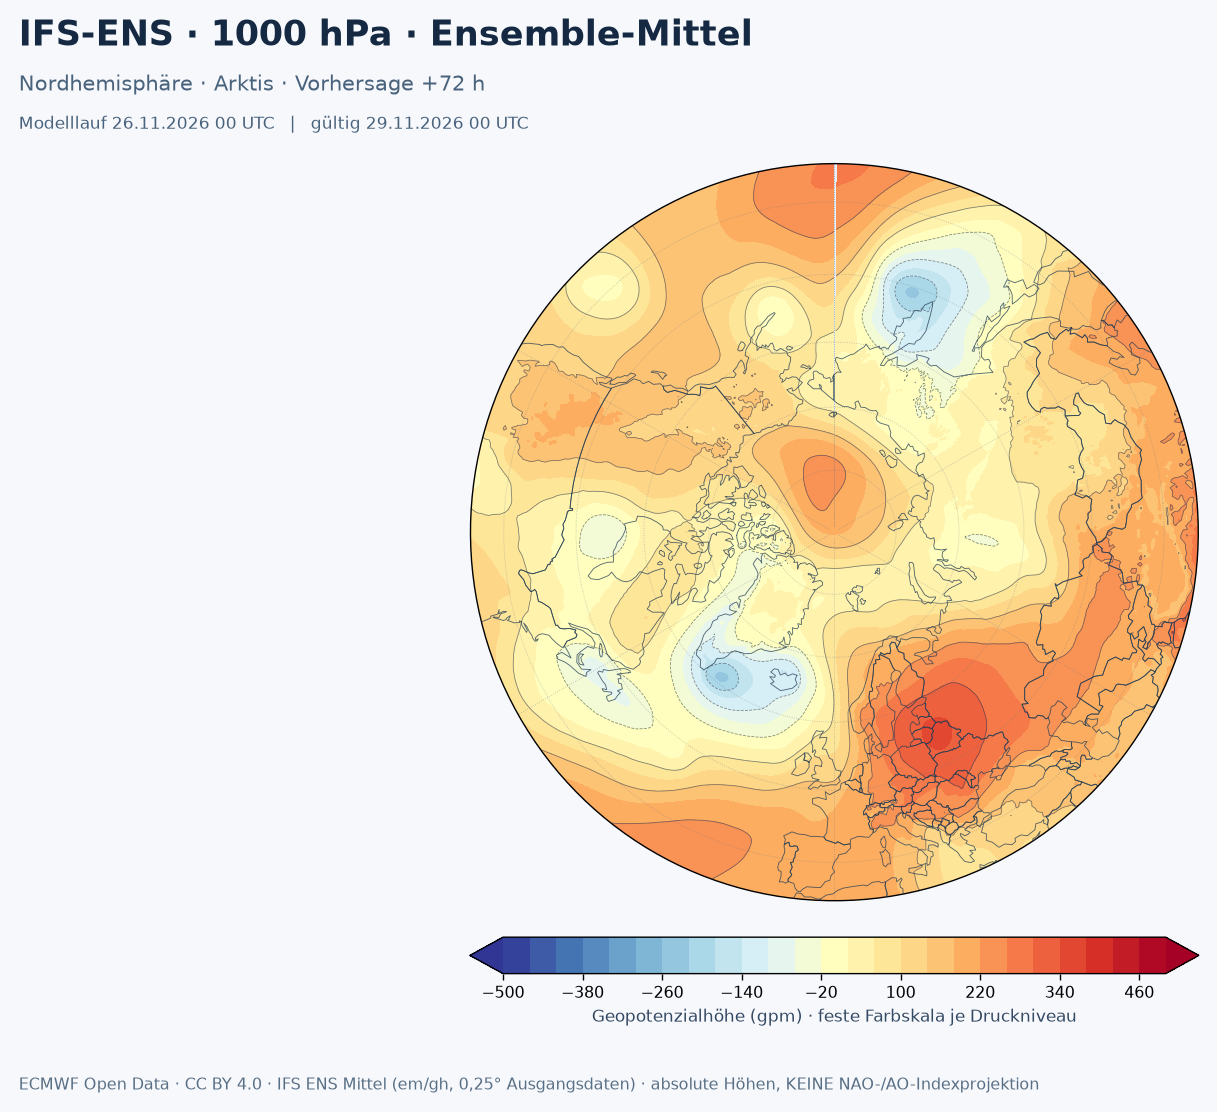 IFS-ENS · 1000 hPa · Ensemble-Mittel
Nordhemisphäre · Arktis · Vorhersage +72 h
Modelllauf 26.11.2026 00 UTC | gültig 29.11.2026 00 UTC
−500 −380 −260 −140 −20 100 220 340 460
Geopotenzialhöhe (gpm) · feste Farbskala je Druckniveau
ECMWF Open Data · CC BY 4.0 · IFS ENS Mittel (em/gh, 0,25° Ausgangsdaten) · absolute Höhen, KEINE NAO-/AO-Indexprojektion